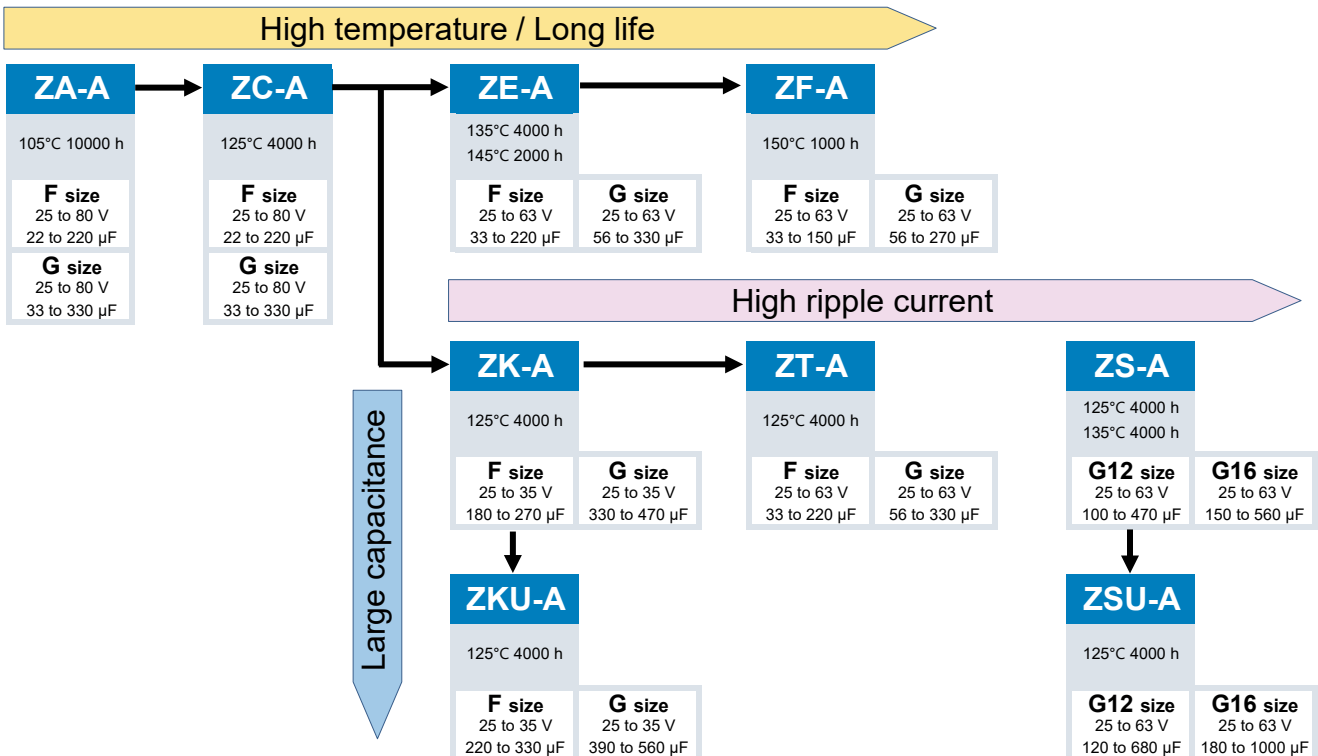 High temperature / Long life
ZA-A
105°C 10000 h
F size
25 to 80 V
22 to 220 µF
G size
25 to 80 V
33 to 330 µF
ZC-A
125°C 4000 h
F size
25 to 80 V
22 to 220 µF
G size
25 to 80 V
33 to 330 µF
ZE-A
135°C 4000 h
145°C 2000 h
F size
25 to 63 V
33 to 220 µF
G size
25 to 63 V
56 to 330 µF
ZF-A
150°C 1000 h
F size
25 to 63 V
33 to 150 µF
G size
25 to 63 V
56 to 270 µF
High ripple current
Large capacitance
ZK-A
125°C 4000 h
F size
25 to 35 V
180 to 270 µF
G size
25 to 35 V
330 to 470 µF
ZT-A
125°C 4000 h
F size
25 to 63 V
33 to 220 µF
G size
25 to 63 V
56 to 330 µF
ZS-A
125°C 4000 h
135°C 4000 h
G12 size
25 to 63 V
100 to 470 µF
G16 size
25 to 63 V
150 to 560 µF
ZKU-A
125°C 4000 h
F size
25 to 35 V
220 to 330 µF
G size
25 to 35 V
390 to 560 µF
ZSU-A
125°C 4000 h
G12 size
25 to 63 V
120 to 680 µF
G16 size
25 to 63 V
180 to 1000 µF